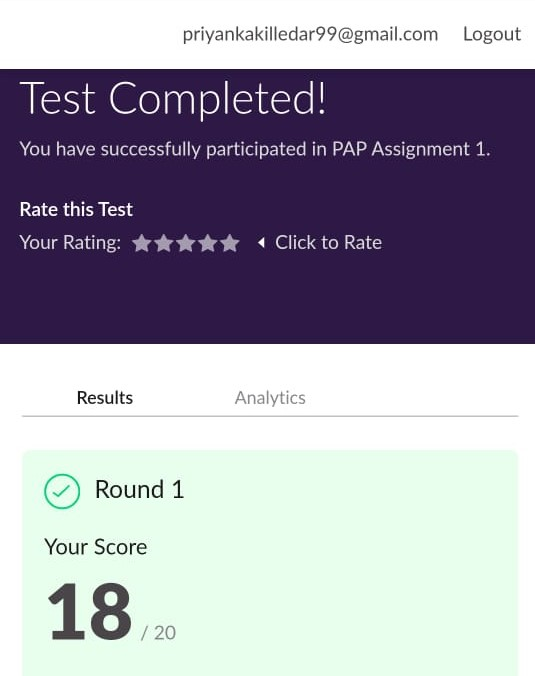 priyankakilledar99@gmail.com Logout
Test Completed!
You have successfully participated in PAP Assignment 1.
Rate this Test
Your Rating: Click to Rate
Results Analytics
Round 1
Your Score
18 / 20